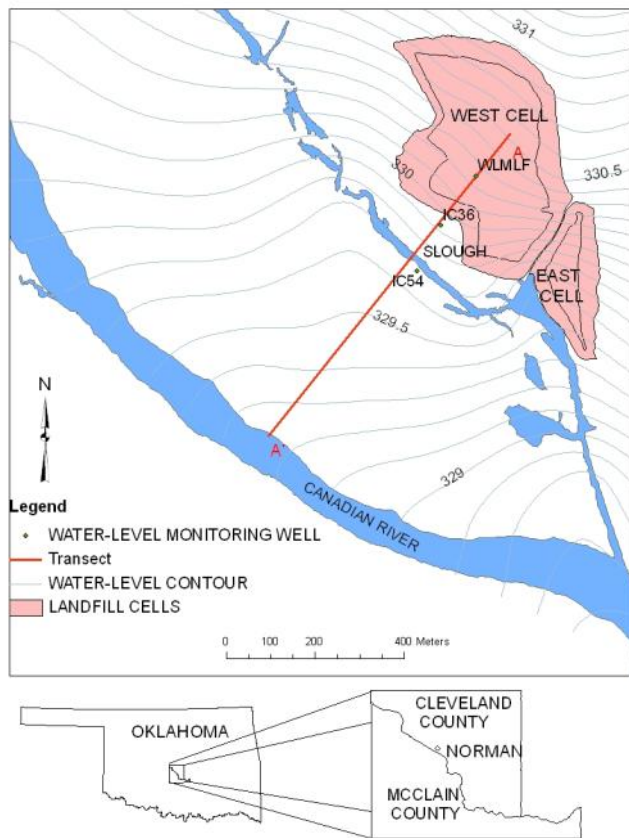 331
WEST CELL
A
WLMLF
330
330.5
IC36
SLOUGH
IC54
EAST
CELL
329.5
N
A'
329
CANADIAN RIVER
Legend
WATER-LEVEL MONITORING WELL
Transect
WATER-LEVEL CONTOUR
LANDFILL CELLS
0 100 200 400 Meters
OKLAHOMA
CLEVELAND
COUNTY
NORMAN
MCCLAIN
COUNTY